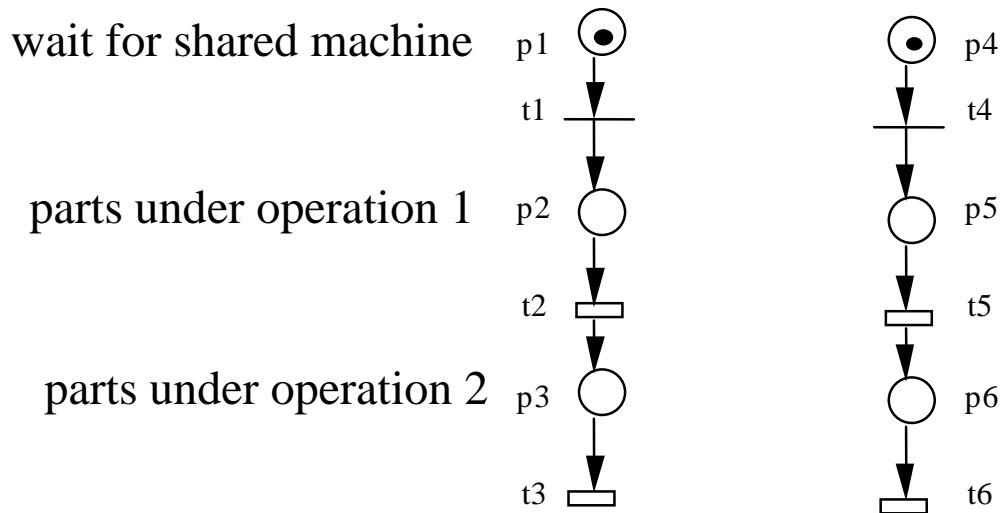 wait for shared machine p1 p4
t1 t4
parts under operation 1 p2 p5
t2 t5
parts under operation 2 p3 p6
t3 t6